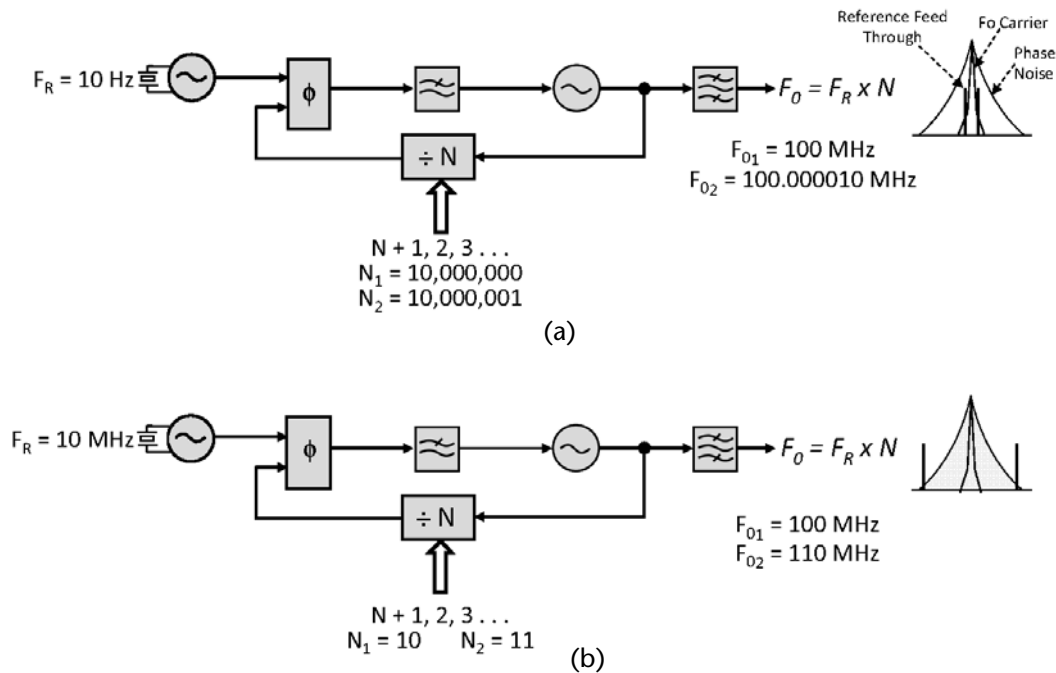 Reference Feed Through
Fo Carrier
Phase Noise
F_R = 10 Hz
ϕ
F_0 = F_R x N
÷ N
F_01 = 100 MHz
F_02 = 100.000010 MHz
N + 1, 2, 3 . . .
N_1 = 10,000,000
N_2 = 10,000,001
(a)
F_R = 10 MHz
ϕ
F_0 = F_R x N
÷ N
F_01 = 100 MHz
F_02 = 110 MHz
N + 1, 2, 3 . . .
N_1 = 10 N_2 = 11
(b)